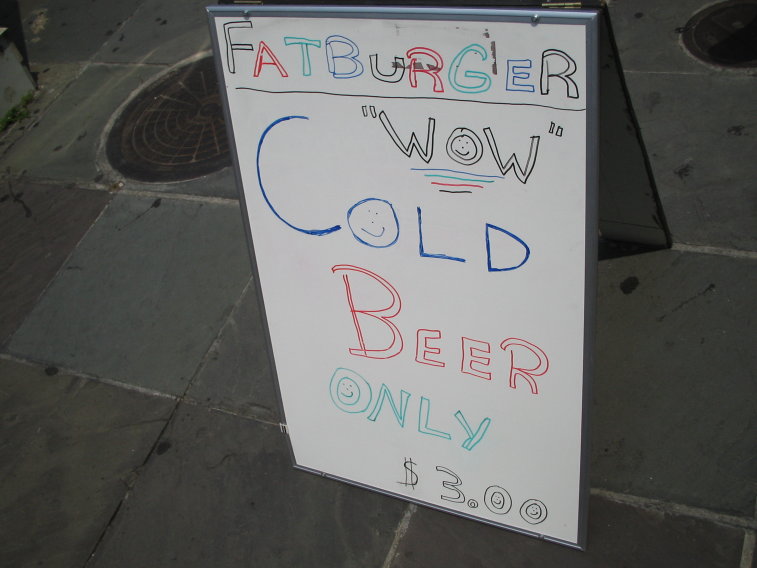 FATBURGER
"WOW"
COLD
BEER
ONLY
$ 3.00